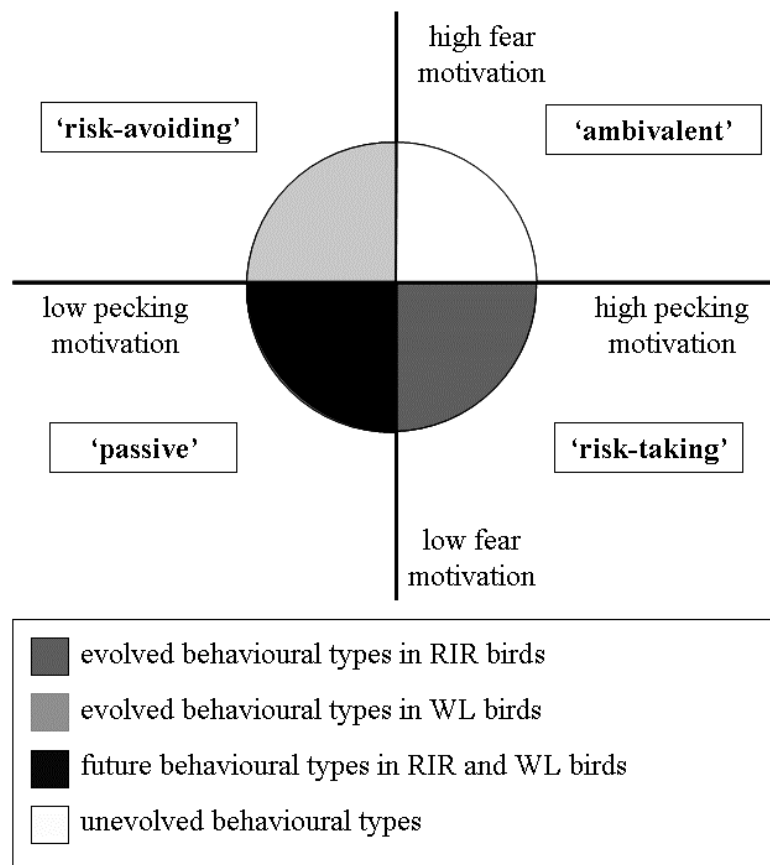 high fear
motivation
‘risk-avoiding’
‘ambivalent’
low pecking
motivation
high pecking
motivation
‘passive’
‘risk-taking’
low fear
motivation
evolved behavioural types in RIR birds
evolved behavioural types in WL birds
future behavioural types in RIR and WL birds
unevolved behavioural types